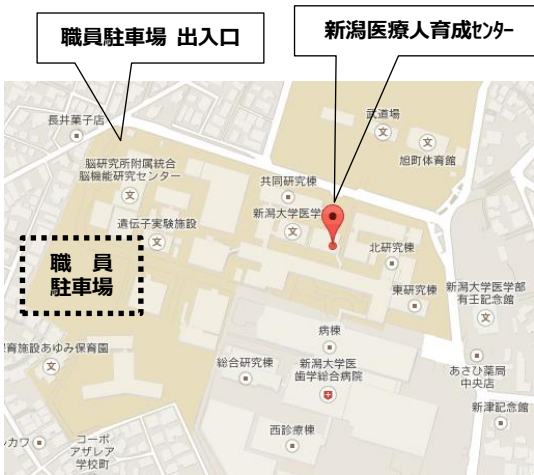 職員駐車場 出入口
新潟医療人育成センター
長井菓子店
武道場
旭町体育館
脳研究所附属統合
脳機能研究センター
共同研究棟
新潟大学医学
遺伝子実験施設
北研究棟
職 員
駐車場
東研究棟
新潟大学医学部
有壬記念館
病棟
育施設あゆみ保育園
総合研究棟
新潟大学医
歯学総合病院
あさひ薬局
中央店
新津記念館
西診療棟
ルカワ
コーポ
アザレア
学校町